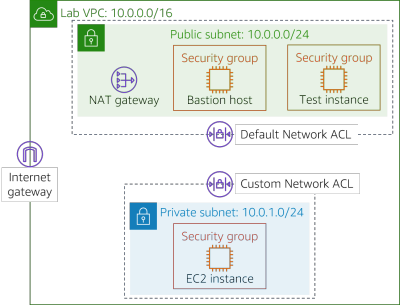 Lab VPC: 10.0.0.0/16
Public subnet: 10.0.0.0/24
Security group
Security group
NAT gateway
Bastion host
Test instance
Default Network ACL
Internet
gateway
Custom Network ACL
Private subnet: 10.0.1.0/24
Security group
EC2 instance